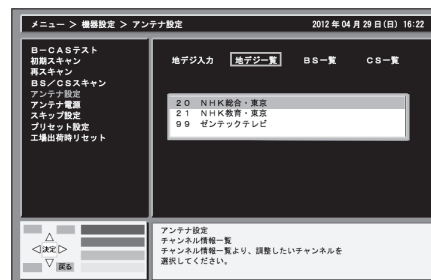 メニュー ＞ 機器設定 ＞ アンテナ設定
2012 年 04 月 29 日（日） 16：22
B－CASテスト
初期スキャン
再スキャン
BS／CSスキャン
アンテナ設定
アンテナ電源
スキップ設定
プリセット設定
工場出荷時リセット
地デジ入力 地デジ一覧 BS一覧 CS一覧
20 NHK総合・東京
21 NHK教育・東京
99 ゼンテックテレビ
決定
戻る
アンテナ設定
チャンネル情報一覧
チャンネル情報一覧より、調整したいチャンネルを
選択してください。